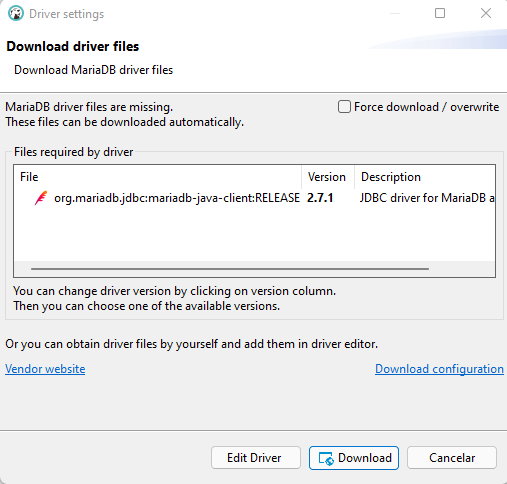 Driver settings
Download driver files
Download MariaDB driver files
MariaDB driver files are missing.
These files can be downloaded automatically.
Force download / overwrite
Files required by driver
File Version Description
org.mariadb.jdbc:mariadb-java-client:RELEASE 2.7.1 JDBC driver for MariaDB a
You can change driver version by clicking on version column.
Then you can choose one of the available versions.
Or you can obtain driver files by yourself and add them in driver editor.
Vendor website Download configuration
Edit Driver Download Cancelar